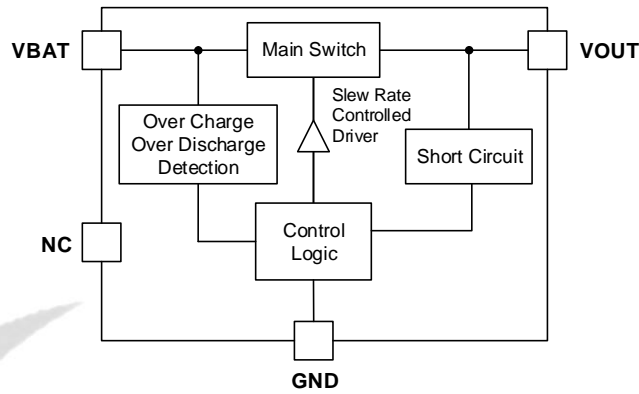 VBAT
Main Switch
VOUT
Slew Rate
Controlled
Driver
Over Charge
Over Discharge
Detection
Short Circuit
NC
Control
Logic
GND